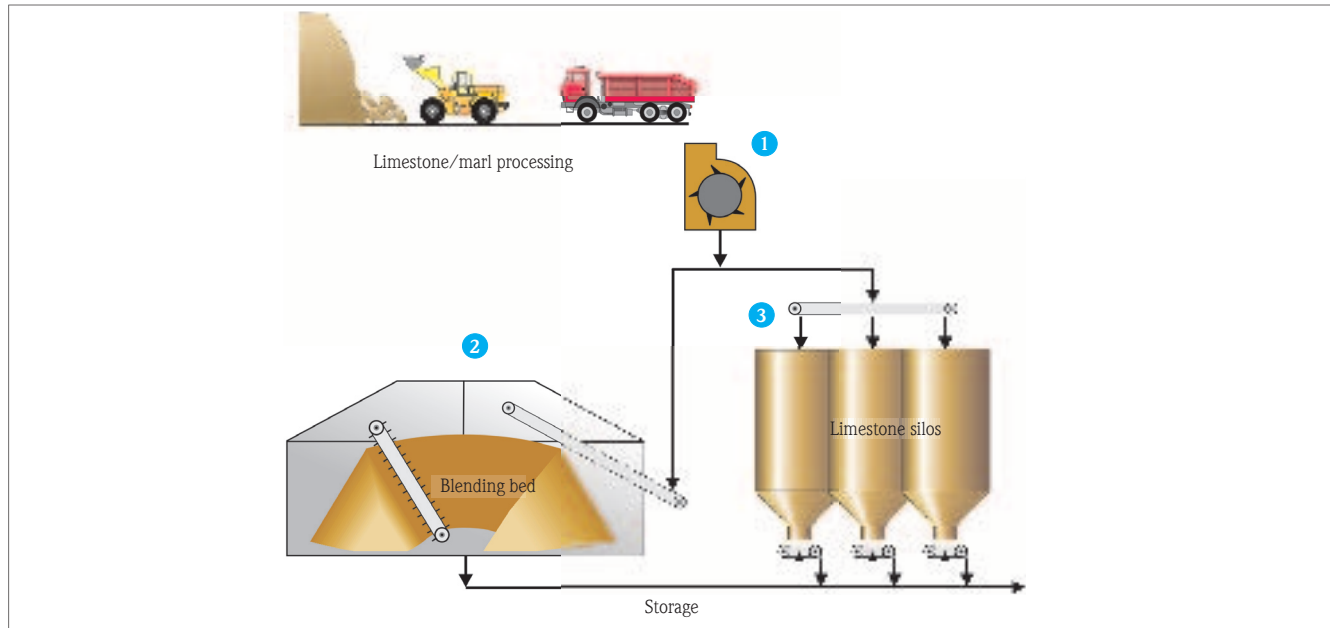 Limestone/marl processing
1
3
2
Limestone silos
Blending bed
Storage